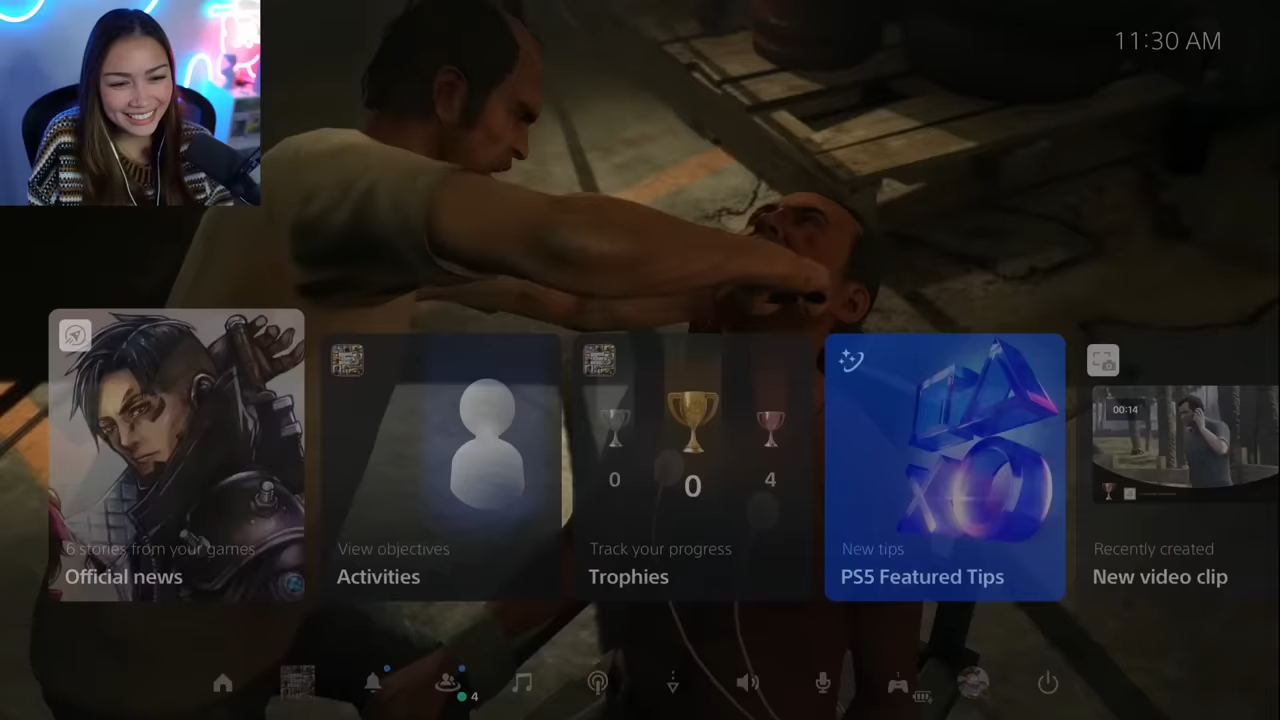 11:30 AM
6 stories from your games
Official news
View objectives
Activities
0
0
4
Track your progress
Trophies
New tips
PS5 Featured Tips
00:14
Recently created
New video clip
4